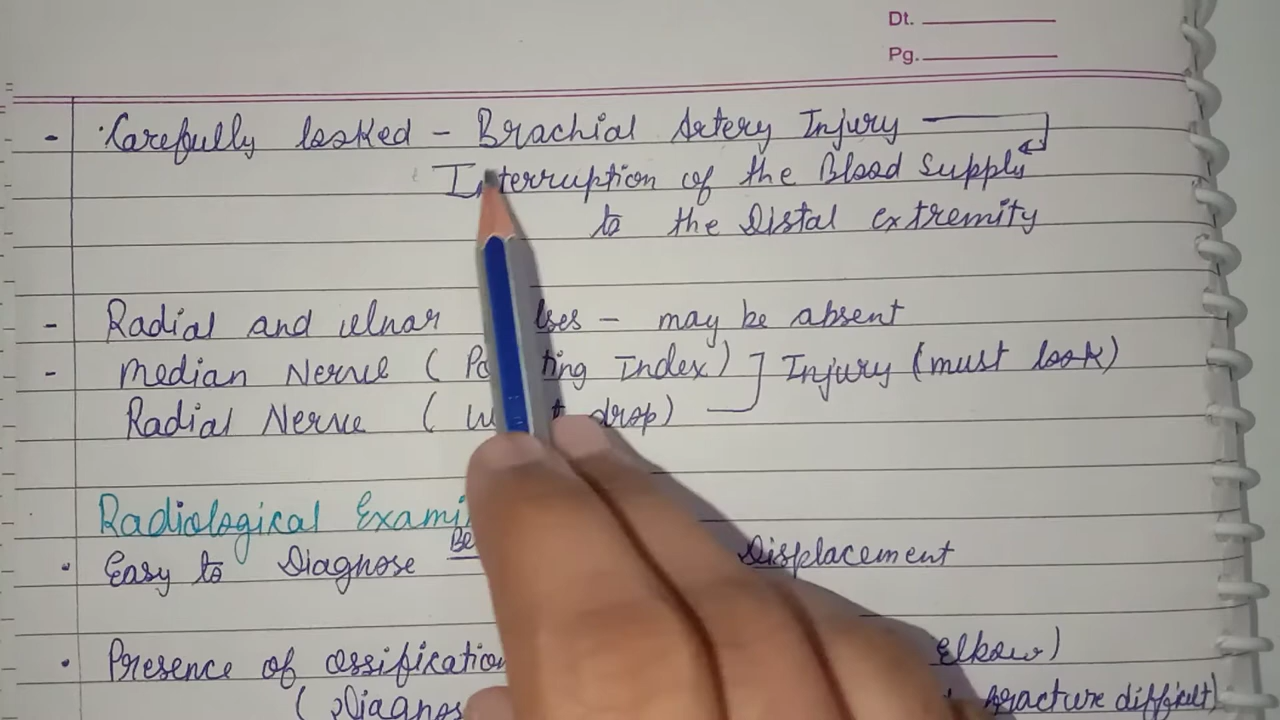 Dt.
Pg.
- Carefully looked - Brachial Artery Injury
Interruption of the Blood Supply
to the Distal extremity
- Radial and ulnar - may be absent
- Median Nerve ( Index) Injury (must look)
Radial Nerve ( drop)
Radiological
Easy to Diagnose Displacement
Presence of ossification Elbow)
( fracture difficult)